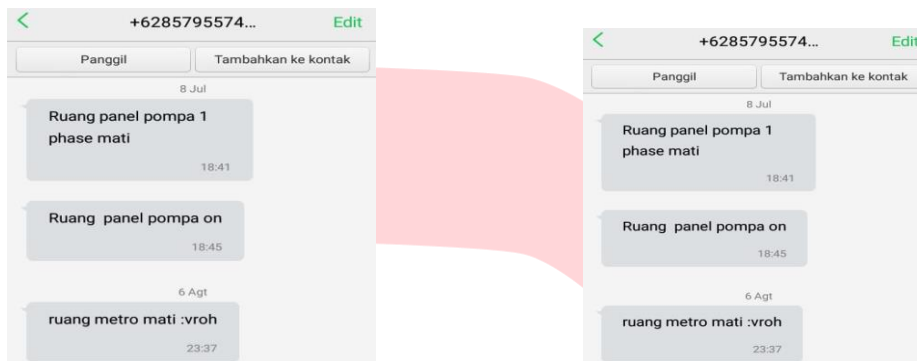 +6285795574... Edit
Panggil Tambahkan ke kontak
8 Jul
Ruang panel pompa 1
phase mati
18:41
Ruang panel pompa on
18:45
6 Agt
ruang metro mati :vroh
23:37
+6285795574... Edit
Panggil Tambahkan ke kontak
8 Jul
Ruang panel pompa 1
phase mati
18:41
Ruang panel pompa on
18:45
6 Agt
ruang metro mati :vroh
23:37